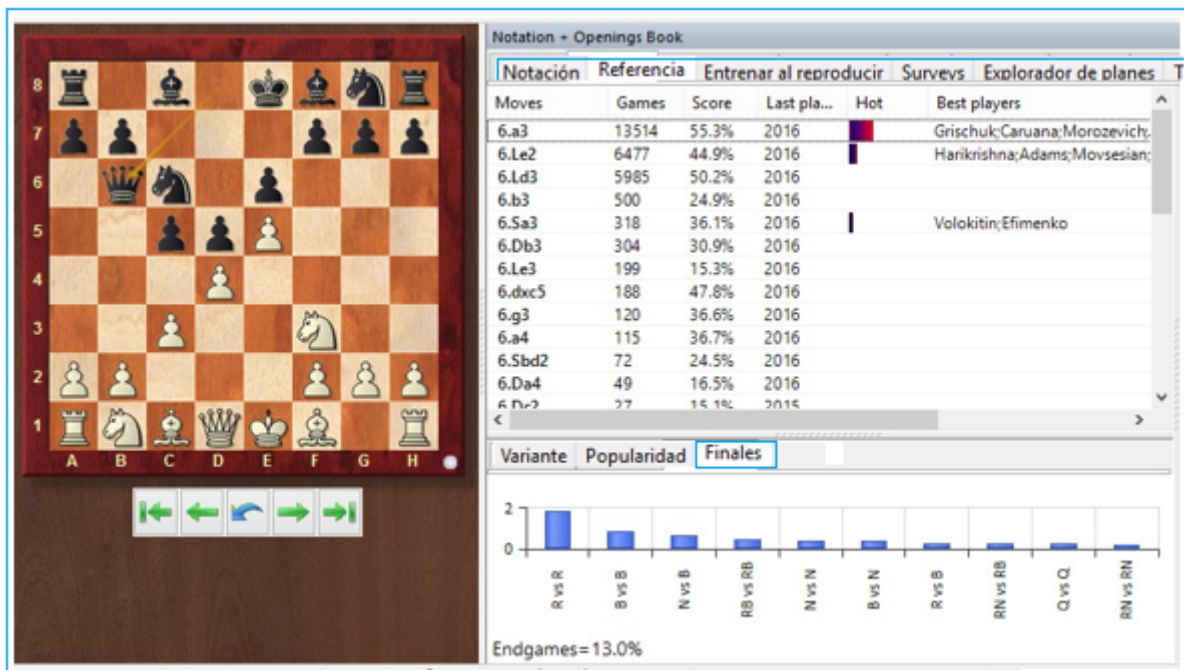 Notation + Openings Book
Notación Referencia Entrenar al reproducir Surveys Explorador de planes T
Moves Games Score Last pla... Hot Best players
6.a3 13514 55.3% 2016 Grischuk;Caruana;Morozevich;
6.Le2 6477 44.9% 2016 Harikrishna;Adams;Movsesian;
6.Ld3 5985 50.2% 2016
6.b3 500 24.9% 2016
6.Sa3 318 36.1% 2016 Volokitin;Efimenko
6.Db3 304 30.9% 2016
6.Le3 199 15.3% 2016
6.dxc5 188 47.8% 2016
6.g3 120 36.6% 2016
6.a4 115 36.7% 2016
6.Sbd2 72 24.5% 2016
6.Da4 49 16.5% 2016
6.Dc2 27 15.1% 2015
8
7
6
5
4
3
2
1
A B C D E F G H
Variante Popularidad Finales
2
0
R vs R
B vs B
N vs B
RB vs RB
N vs N
B vs N
R vs B
RN vs RB
Q vs Q
RN vs RN
Endgames=13.0%